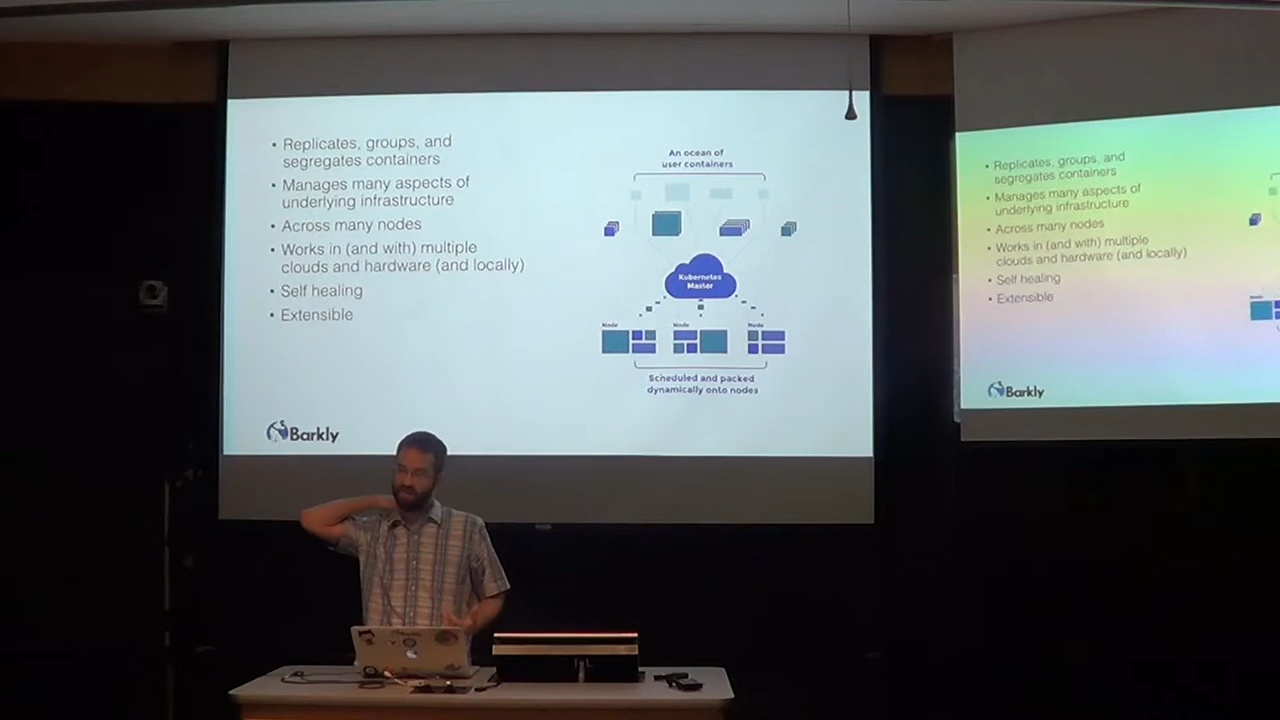 • Replicates, groups, and
segregates containers
• Manages many aspects of
underlying infrastructure
• Across many nodes
• Works in (and with) multiple
clouds and hardware (and locally)
• Self healing
• Extensible
Barkly
An ocean of
user containers
Kubernetes
Master
Node
Node
Node
Scheduled and packed
dynamically onto nodes
• Replicates, groups, and
segregates containers
• Manages many aspects of
underlying infrastructure
• Across many nodes
• Works in (and with) multiple
clouds and hardware (and locally)
• Self healing
• Extensible
Barkly
Node